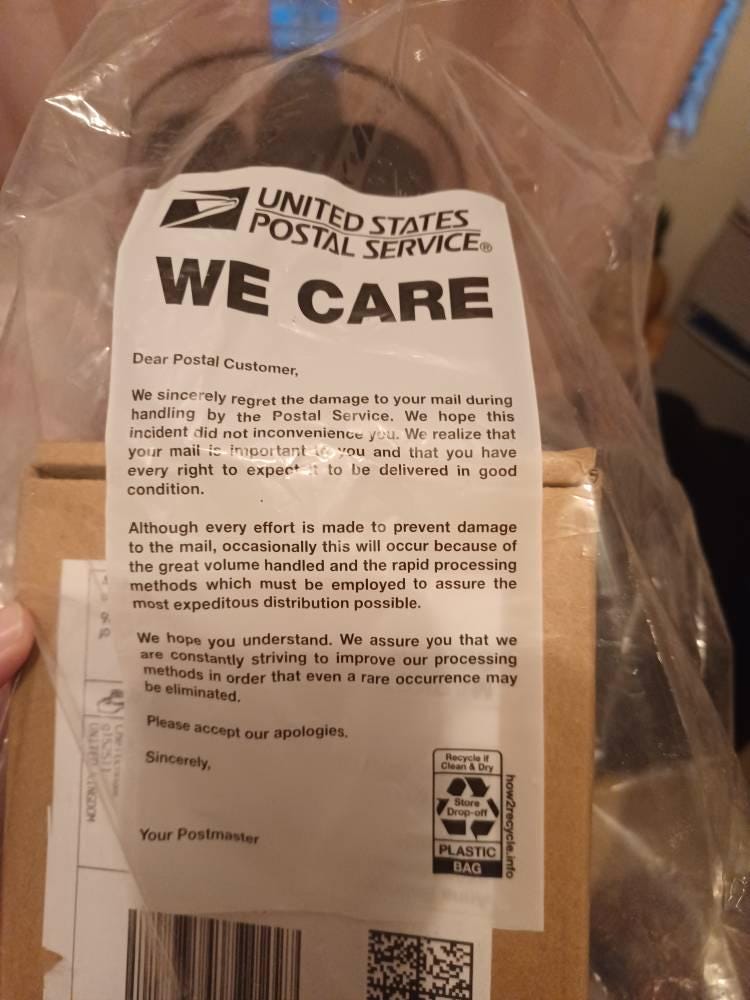 UNITED STATES
POSTAL SERVICE®
WE CARE
Dear Postal Customer,
We sincerely regret the damage to your mail during
handling by the Postal Service. We hope this
incident did not inconvenience you. We realize that
your mail is important to you and that you have
every right to expect it to be delivered in good
condition.
Although every effort is made to prevent damage
to the mail, occasionally this will occur because of
the great volume handled and the rapid processing
methods which must be employed to assure the
most expeditous distribution possible.
We hope you understand. We assure you that we
are constantly striving to improve our processing
methods in order that even a rare occurrence may
be eliminated.
Please accept our apologies.
Sincerely,
Your Postmaster
Recycle if
Clean & Dry
Store
Drop-off
PLASTIC
BAG
how2recycle.info
UNITED KINGDOM